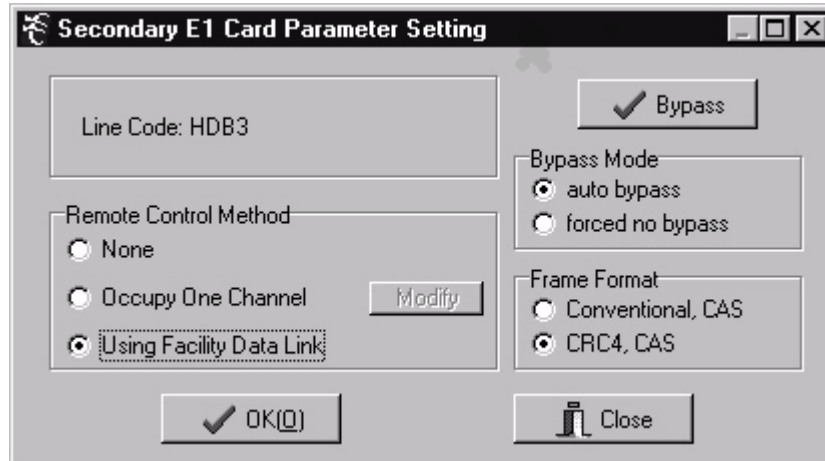 Secondary E1 Card Parameter Setting
Line Code: HDB3
Bypass
Bypass Mode
auto bypass
forced no bypass
Remote Control Method
None
Occupy One Channel
Modify
Using Facility Data Link
Frame Format
Conventional, CAS
CRC4, CAS
OK(O)
Close